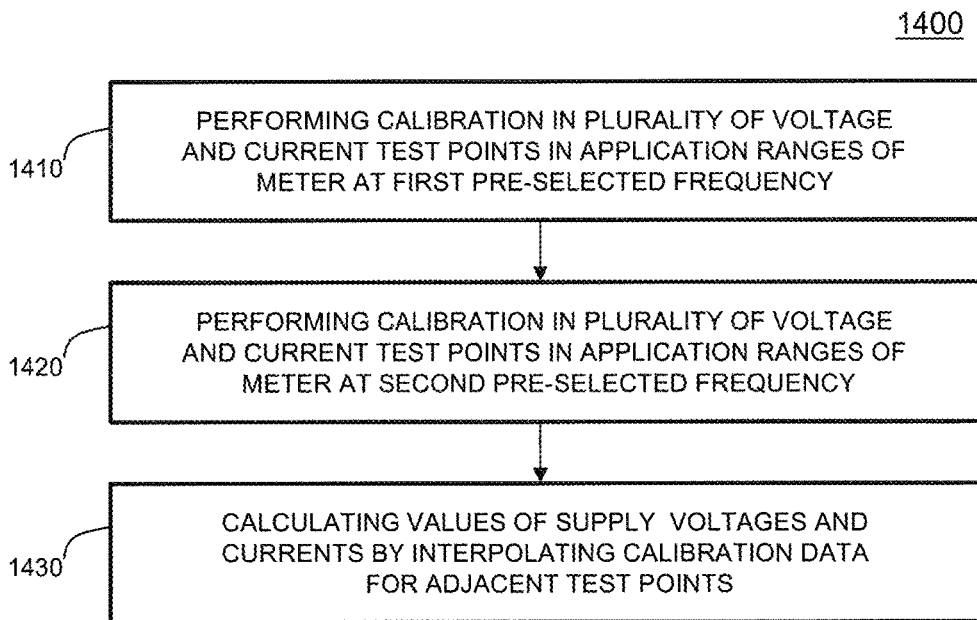 1400
PERFORMING CALIBRATION IN PLURALITY OF VOLTAGE
AND CURRENT TEST POINTS IN APPLICATION RANGES OF
METER AT FIRST PRE-SELECTED FREQUENCY
1410
PERFORMING CALIBRATION IN PLURALITY OF VOLTAGE
AND CURRENT TEST POINTS IN APPLICATION RANGES OF
METER AT SECOND PRE-SELECTED FREQUENCY
1420
CALCULATING VALUES OF SUPPLY VOLTAGES AND
CURRENTS BY INTERPOLATING CALIBRATION DATA
FOR ADJACENT TEST POINTS
1430